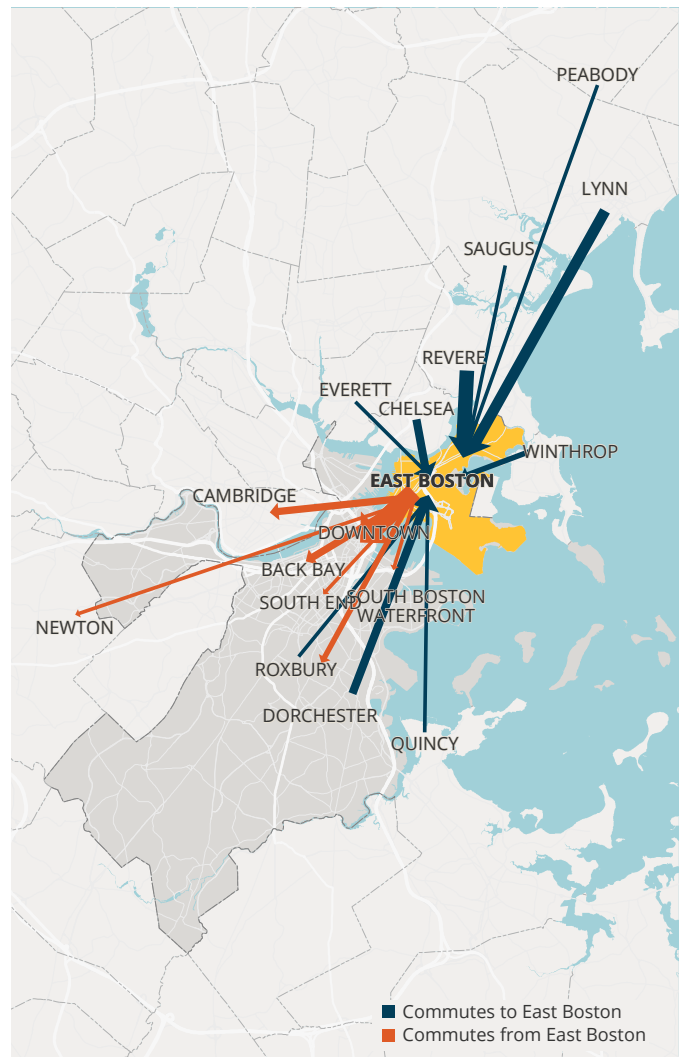 PEABODY
LYNN
SAUGUS
REVERE
EVERETT
CHELSEA
WINTHROP
EAST BOSTON
CAMBRIDGE
DOWNTOWN
BACK BAY
SOUTH END
SOUTH BOSTON
WATERFRONT
NEWTON
ROXBURY
DORCHESTER
QUINCY
Commutes to East Boston
Commutes from East Boston